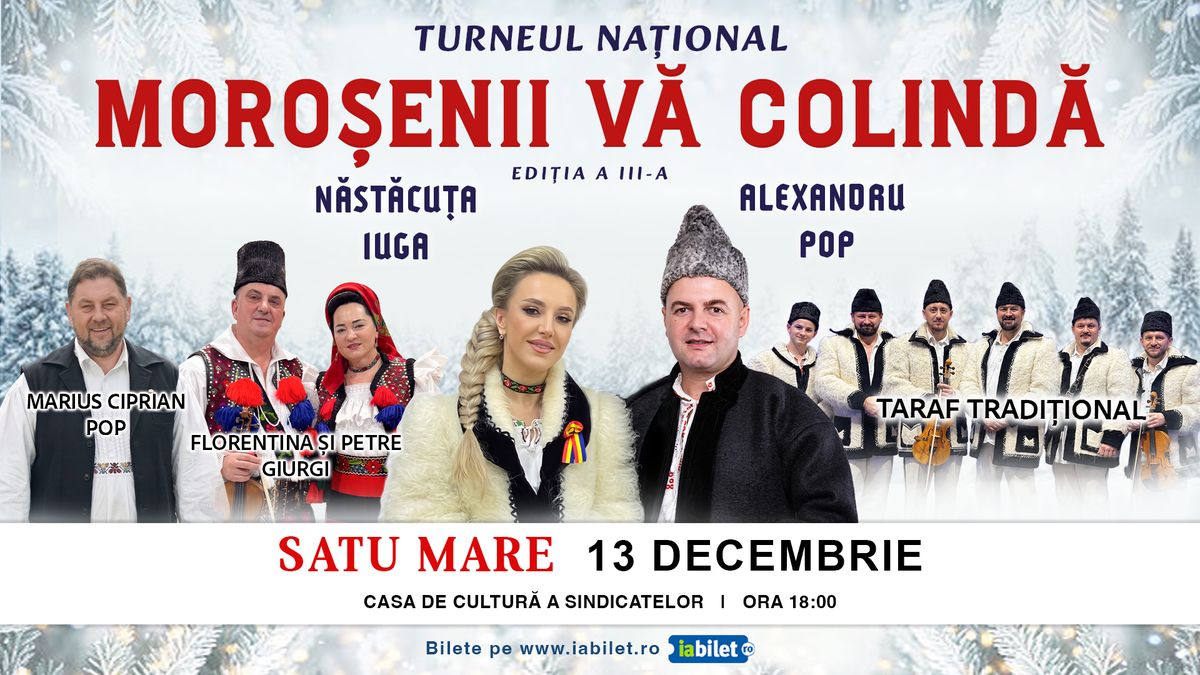 TURNEUL NAȚIONAL
MOROȘENII VĂ COLINDĂ
EDIȚIA A III-A
NĂSTĂCUȚA
IUGA
ALEXANDRU
POP
MARIUS CIPRÎAN
POP
FLORENTINA ȘI PETRE
GIURGI
TARAF TRADIȚIONAL
SATU MARE 13 DECEMBRIE
CASA DE CULTURĂ A SINDICATELOR I ORA 18:00
Bilete pe www.iabilet.ro iabilet ro